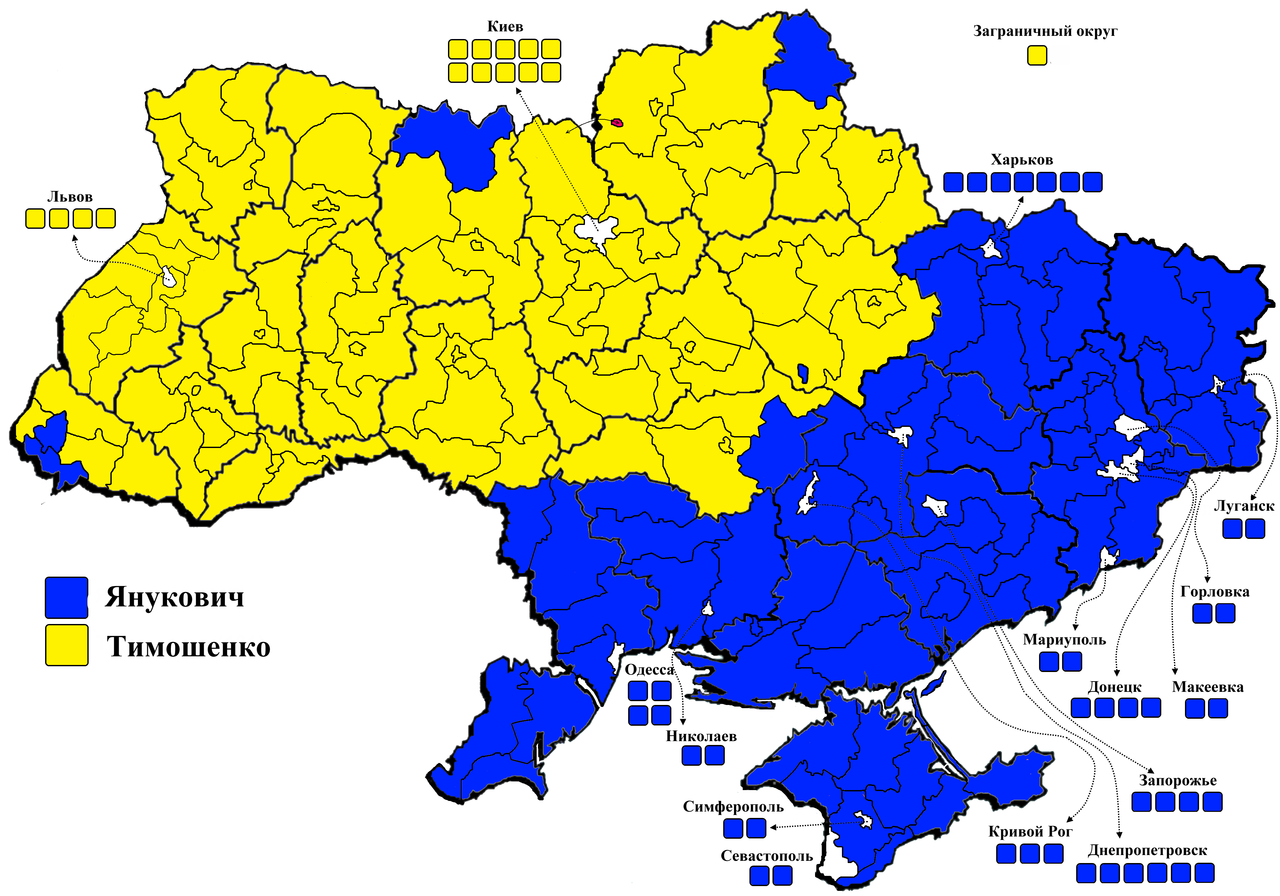 Киев
Заграничный округ
Харьков
Львов
Луганск
Янукович
Горловка
Тимошенко
Мариуполь
Одесса
Донецк
Макеевка
Николаев
Запорожье
Симферополь
Кривой Рог
Днепропетровск
Севастополь